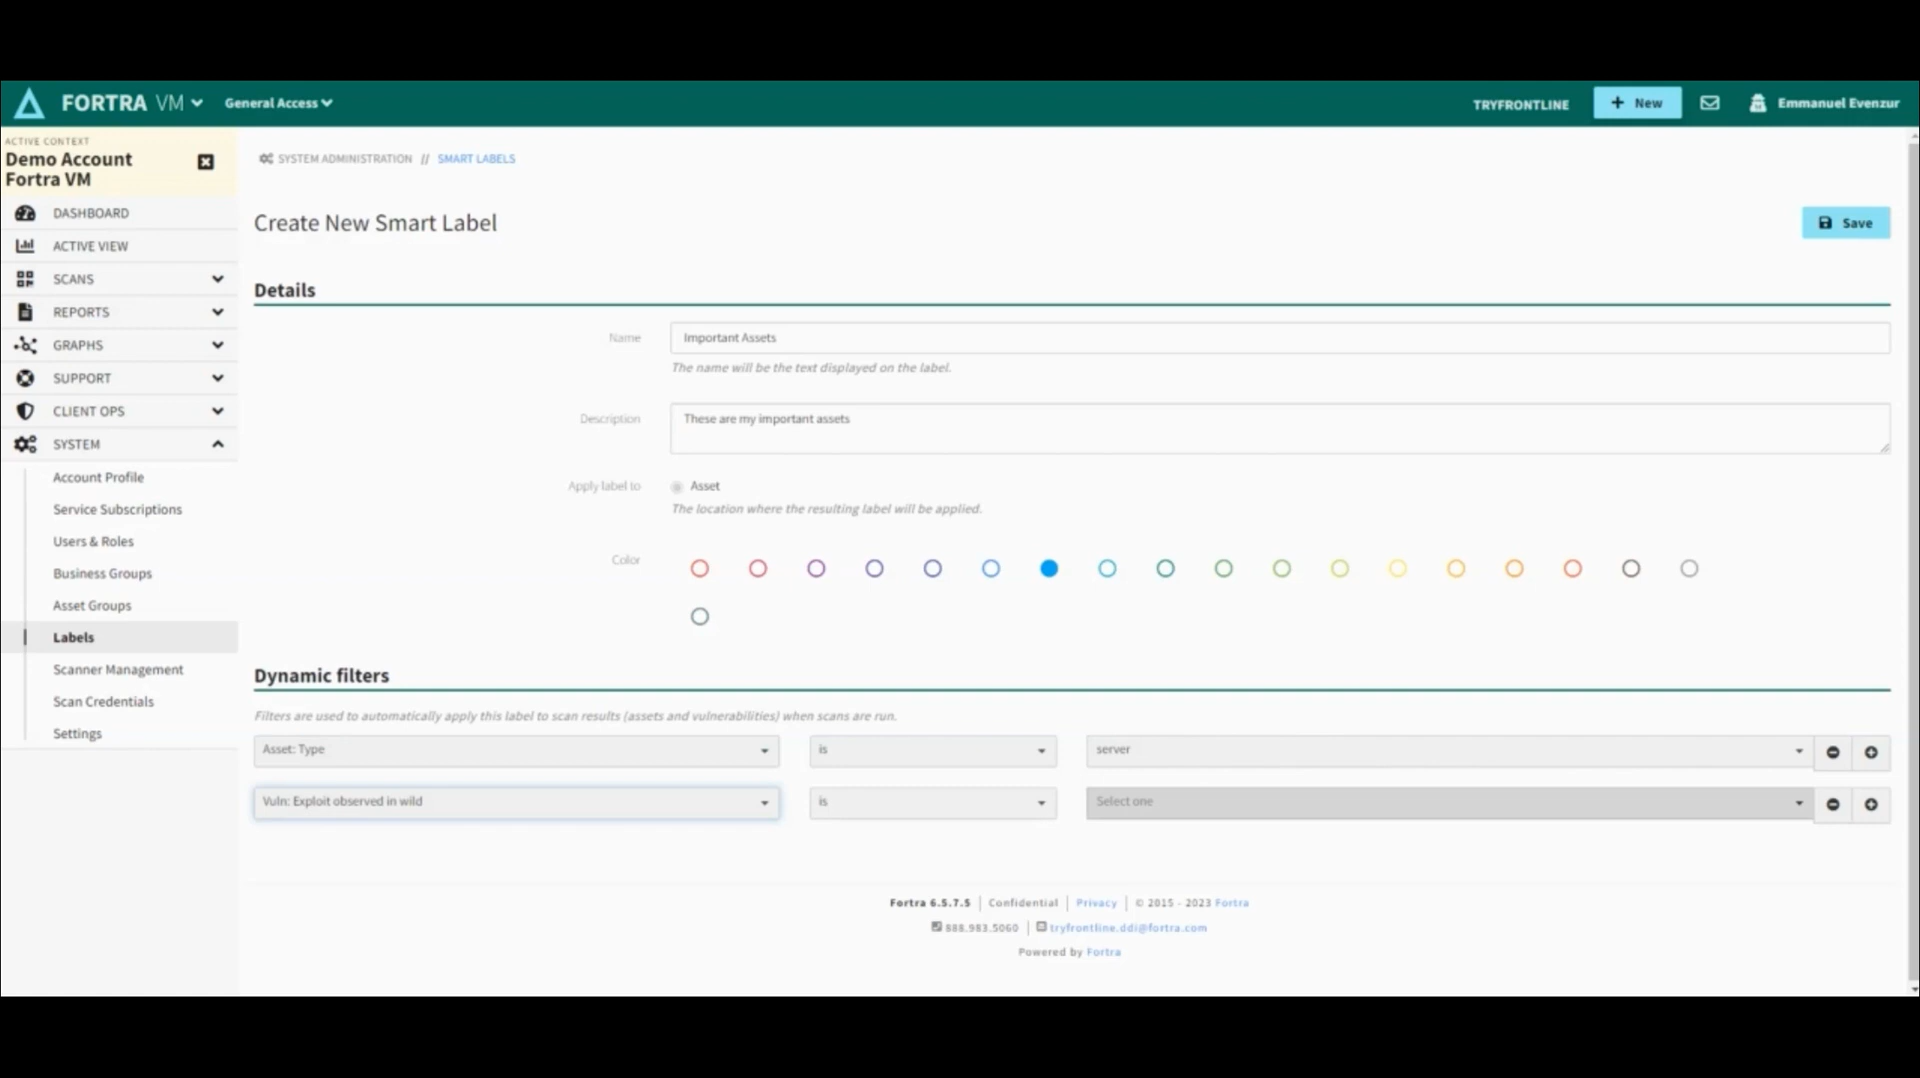 FORTRA VM General Access TRYFRONTLINE + New Emmanuel Evenzur
ACTIVE CONTEXT
Demo Account
Fortra VM
DASHBOARD
ACTIVE VIEW
SCANS
REPORTS
GRAPHS
SUPPORT
CLIENT OPS
SYSTEM
Account Profile
Service Subscriptions
Users & Roles
Business Groups
Asset Groups
Labels
Scanner Management
Scan Credentials
Settings
SYSTEM ADMINISTRATION // SMART LABELS
Create New Smart Label
Save
Details
Name Important Assets
The name will be the text displayed on the label.
Description These are my important assets
Apply label to Asset
The location where the resulting label will be applied.
Color
Dynamic filters
Filters are used to automatically apply this label to scan results (assets and vulnerabilities) when scans are run.
Asset: Type is server
Vuln: Exploit observed in wild is Select one
Fortra 6.5.7.5 | Confidential | Privacy | © 2015 - 2023 Fortra
888.983.5060 | tryfrontline.ddi@fortra.com
Powered by Fortra